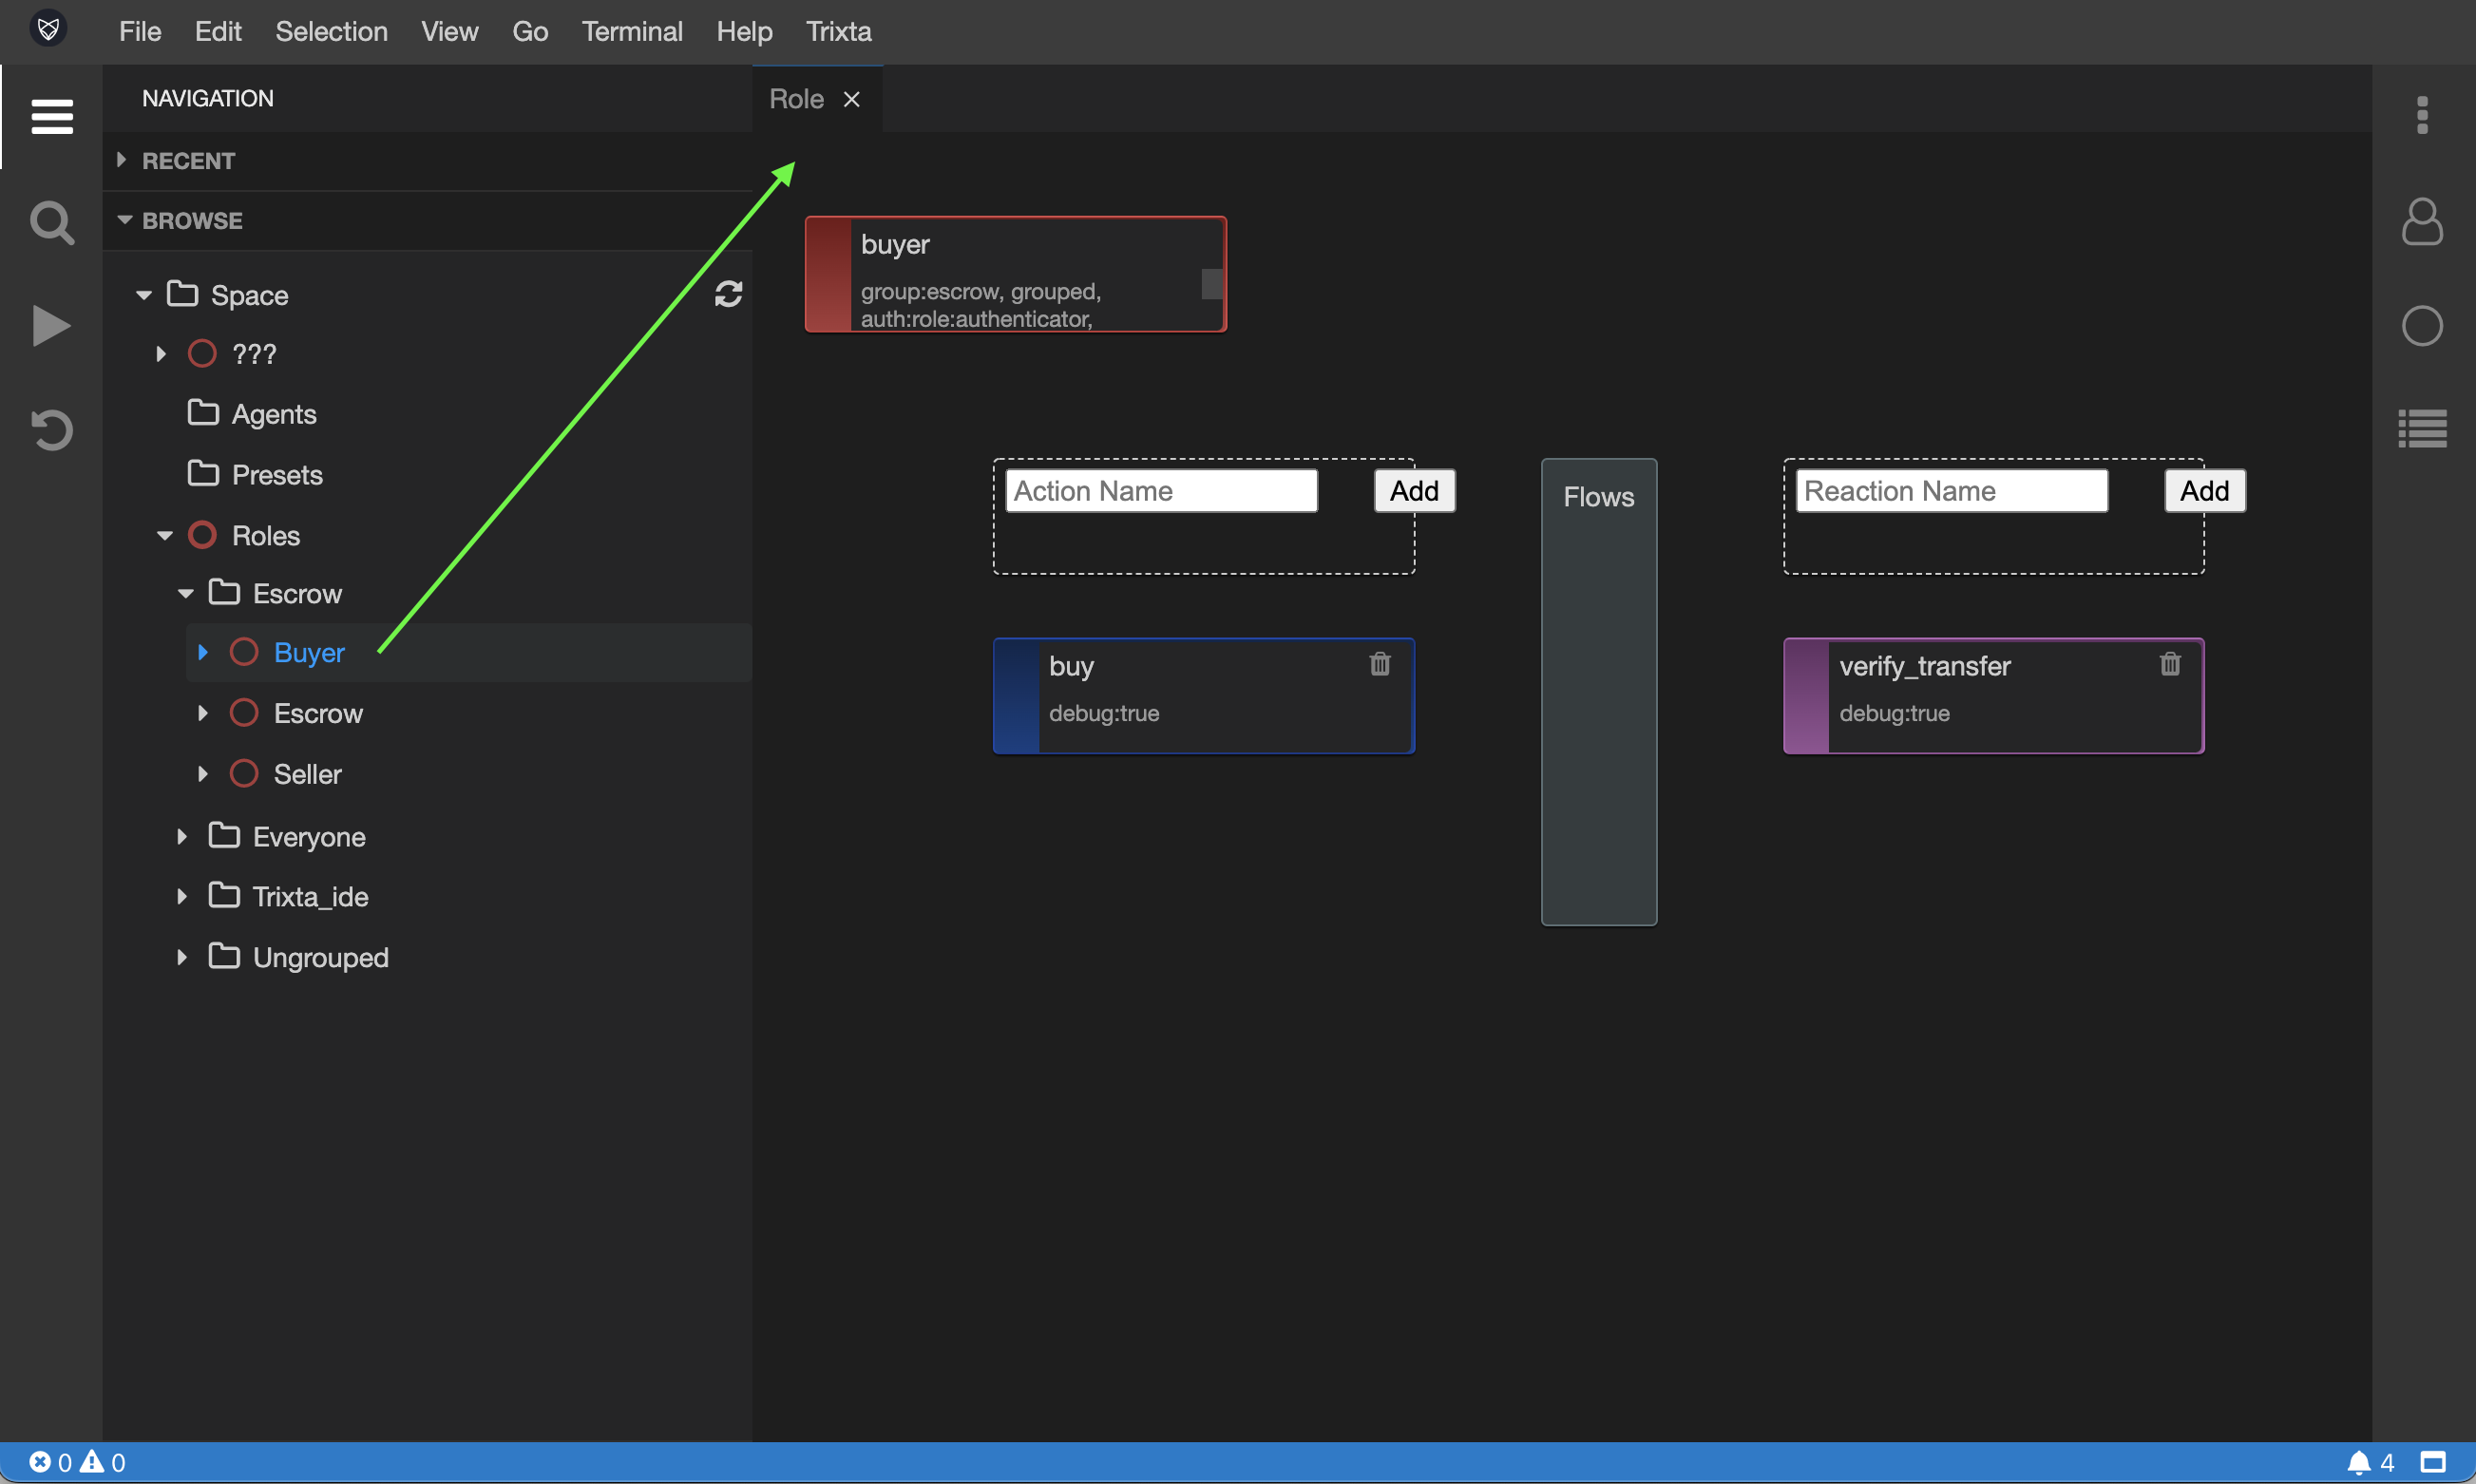 File Edit Selection View Go Terminal Help Trixta
NAVIGATION
RECENT
BROWSE
Space
???
Agents
Presets
Roles
Escrow
Buyer
Escrow
Seller
Everyone
Trixta_ide
Ungrouped
Role
buyer
group:escrow, grouped,
auth:role:authenticator,
Action Name Add
Flows
Reaction Name Add
buy
debug:true
verify_transfer
debug:true
0 0
4